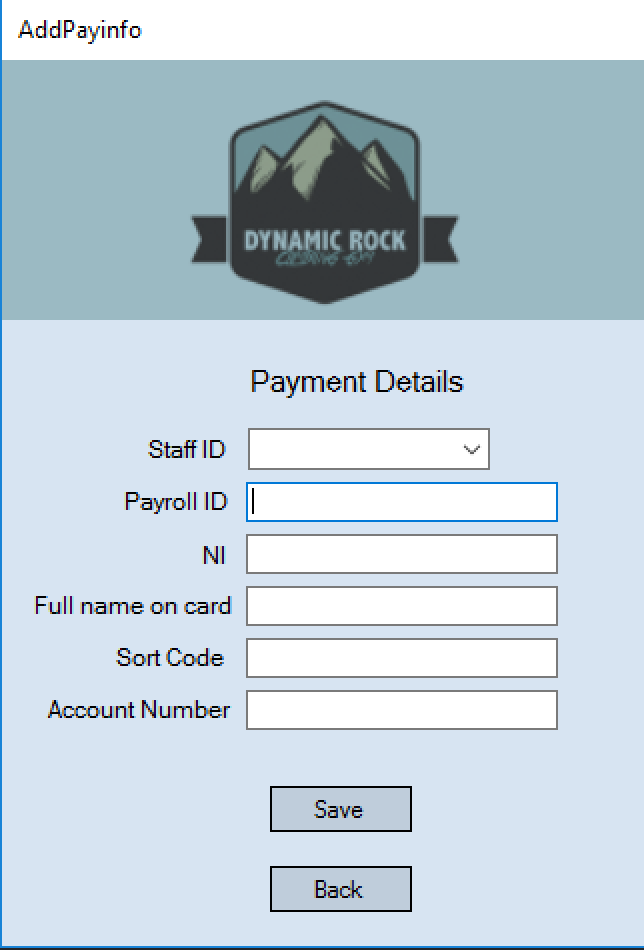 AddPayinfo
DYNAMIC ROCK
Payment Details
Staff ID
Payroll ID
NI
Full name on card
Sort Code
Account Number
Save
Back